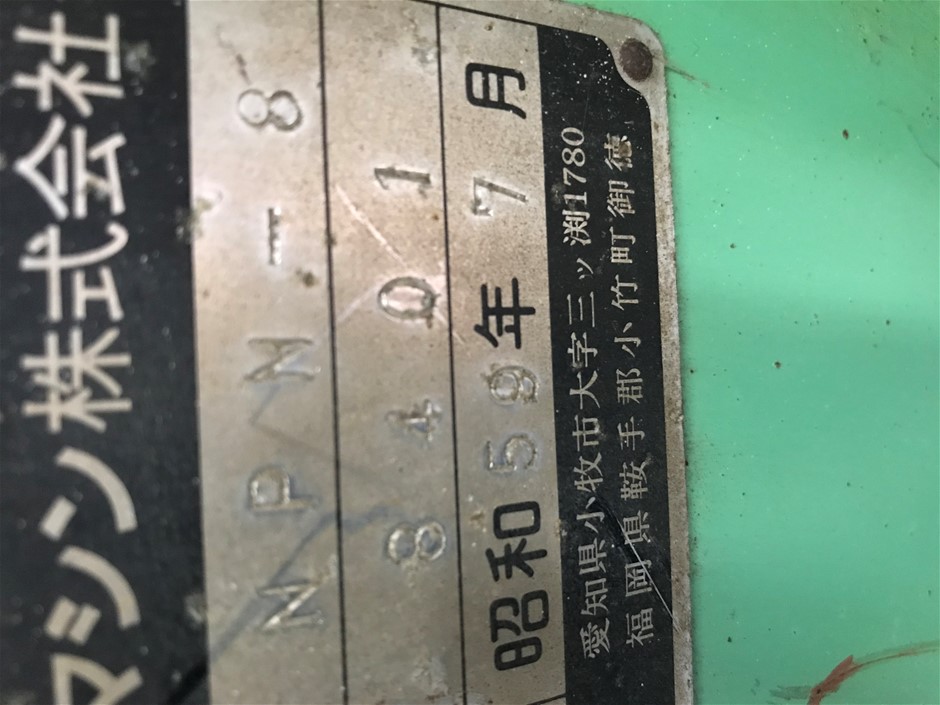 マシン株式会社
NPN-8
8401
昭和59年7月
愛知県小牧市大字三ッ渕1780
福岡県鞍手郡小竹町御徳